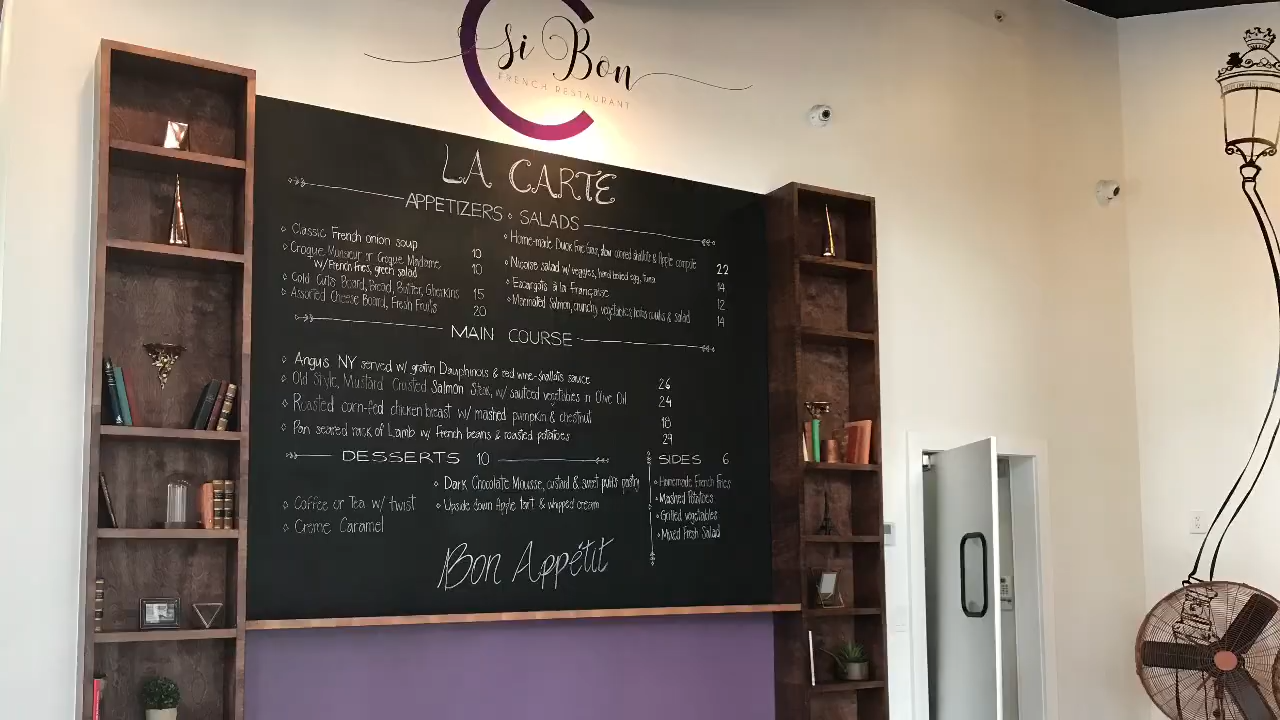 Si Bon
FRENCH RESTAURANT
LA CARTE
APPETIZERS & SALADS
Classic French onion soup 10
Croque Monsieur or Croque Madame
w/French fries, green salad 10
Cold Cuts Board, Bread, Butter, Gherkins 15
Assorted Cheese Board, Fresh Fruits 20
Home-made Duck Foie Gras, slow cooked shallots & Apple compote 22
Niçoise salad w/ veggies, hard boiled egg, tuna 14
Escargots à la Française 12
Marinated Salmon, crunchy vegetables, & salad 14
MAIN COURSE
Angus NY served w/ gratin Dauphinois & red wine-shallots sauce 26
Old Style, Mustard Crusted Salmon Steak, w/ sauteed vegetables in Olive Oil 24
Roasted corn-fed chicken breast w/ mashed pumpkin & chestnut 18
Pan seared rack of Lamb w/ French beans & roasted potatoes 29
DESSERTS 10
Dark Chocolate Mousse, custard & sweet puffs pastry
Coffee or Tea w/ twist
Upside down Apple tart & whipped cream
Creme Caramel
SIDES 6
Homemade French Fries
Mashed Potatoes
Grilled vegetables
Mixed Fresh Salad
Bon Appétit